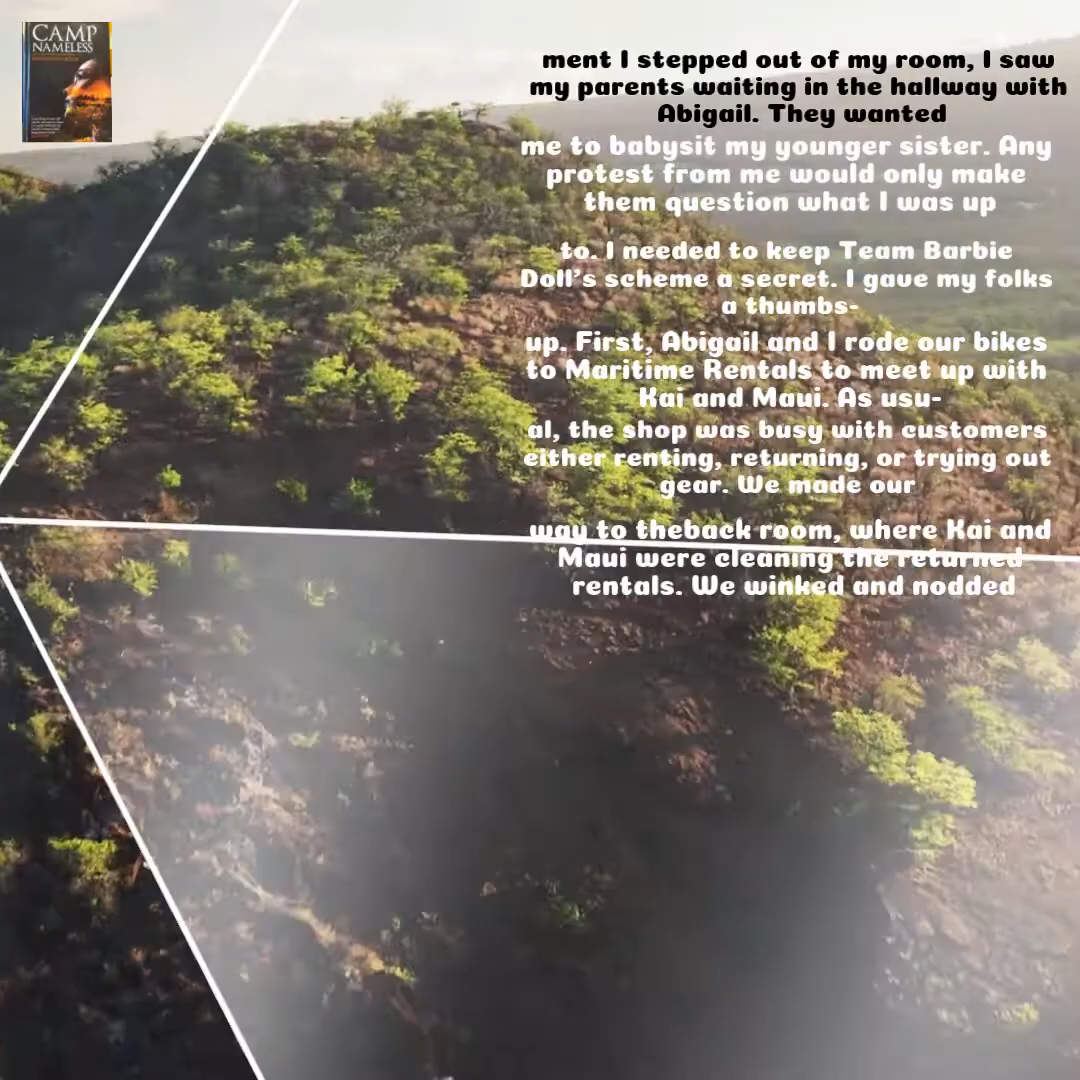 CAMP
NAMELESS
ment I stepped out of my room, I saw
my parents waiting in the hallway with
Abigail. They wanted
me to babysit my younger sister. Any
protest from me would only make
them question what I was up
to. I needed to keep Team Barbie
Doll's scheme a secret. I gave my folks
a thumbs-
up. First, Abigail and I rode our bikes
to Maritime Rentals to meet up with
Kai and Maui. As usu-
al, the shop was busy with customers
either renting, returning, or trying out
gear. We made our
way to theback room, where Kai and
Maui were cleaning the returned
rentals. We winked and nodded